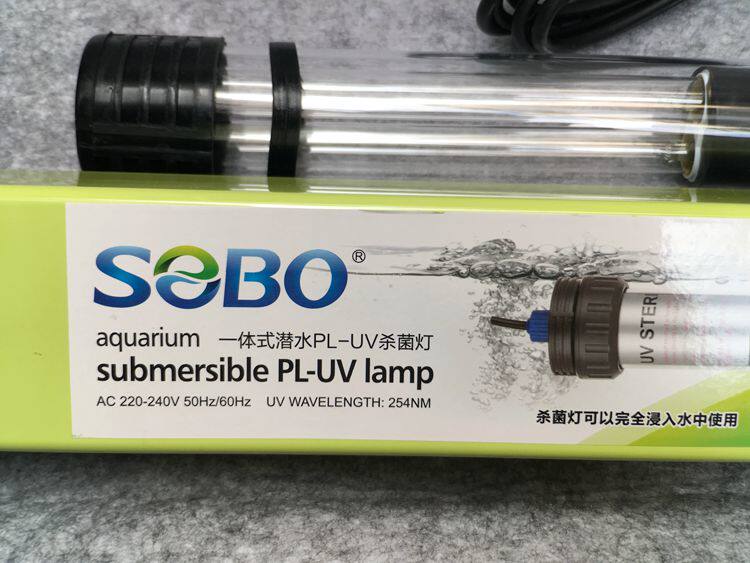 SOBO®
aquarium 一体式潜水PL-UV杀菌灯
submersible PL-UV lamp
AC 220-240V 50Hz/60Hz UV WAVELENGTH: 254NM
UV STER
杀菌灯可以完全浸入水中使用